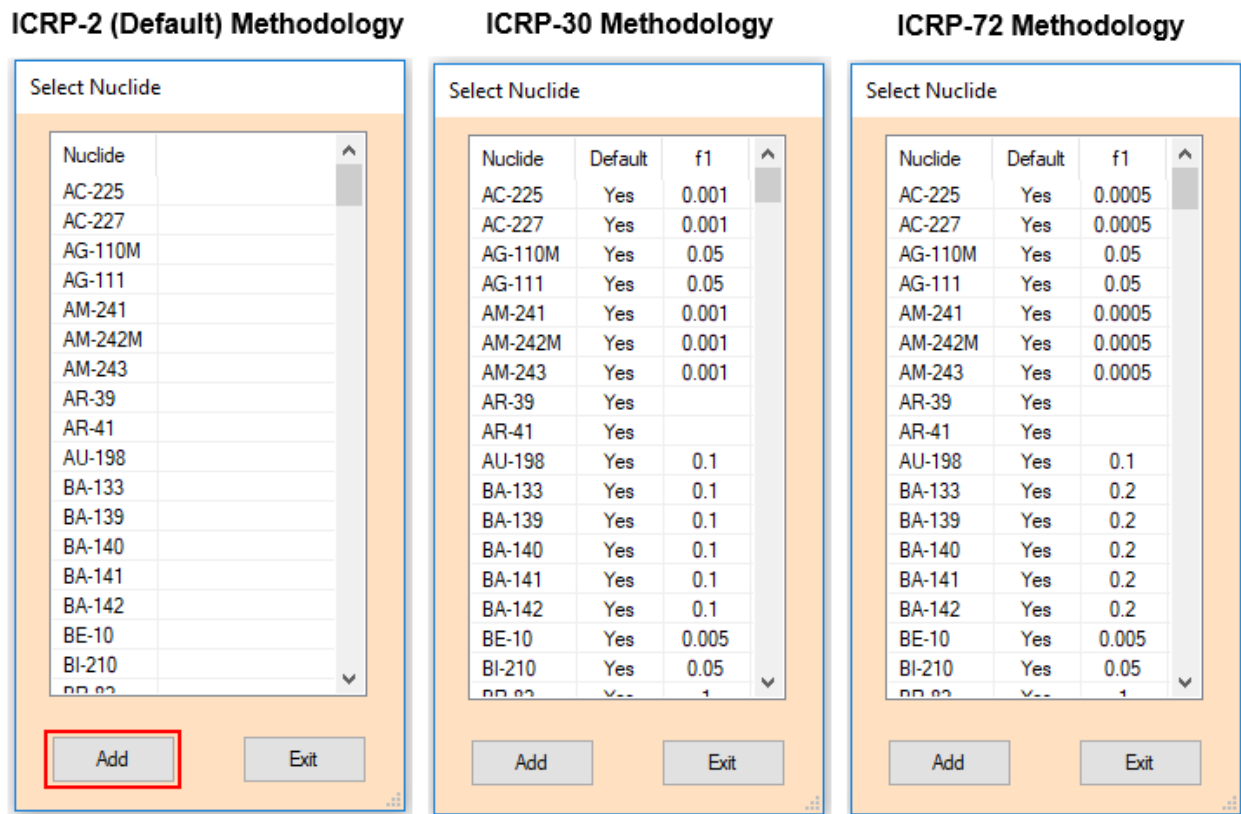 ICRP-2 (Default) Methodology
Select Nuclide
Nuclide
AC-225
AC-227
AG-110M
AG-111
AM-241
AM-242M
AM-243
AR-39
AR-41
AU-198
BA-133
BA-139
BA-140
BA-141
BA-142
BE-10
BI-210
Add Exit
ICRP-30 Methodology
Select Nuclide
Nuclide Default f1
AC-225 Yes 0.001
AC-227 Yes 0.001
AG-110M Yes 0.05
AG-111 Yes 0.05
AM-241 Yes 0.001
AM-242M Yes 0.001
AM-243 Yes 0.001
AR-39 Yes
AR-41 Yes
AU-198 Yes 0.1
BA-133 Yes 0.1
BA-139 Yes 0.1
BA-140 Yes 0.1
BA-141 Yes 0.1
BA-142 Yes 0.1
BE-10 Yes 0.005
BI-210 Yes 0.05
Add Exit
ICRP-72 Methodology
Select Nuclide
Nuclide Default f1
AC-225 Yes 0.0005
AC-227 Yes 0.0005
AG-110M Yes 0.05
AG-111 Yes 0.05
AM-241 Yes 0.0005
AM-242M Yes 0.0005
AM-243 Yes 0.0005
AR-39 Yes
AR-41 Yes
AU-198 Yes 0.1
BA-133 Yes 0.2
BA-139 Yes 0.2
BA-140 Yes 0.2
BA-141 Yes 0.2
BA-142 Yes 0.2
BE-10 Yes 0.005
BI-210 Yes 0.05
Add Exit